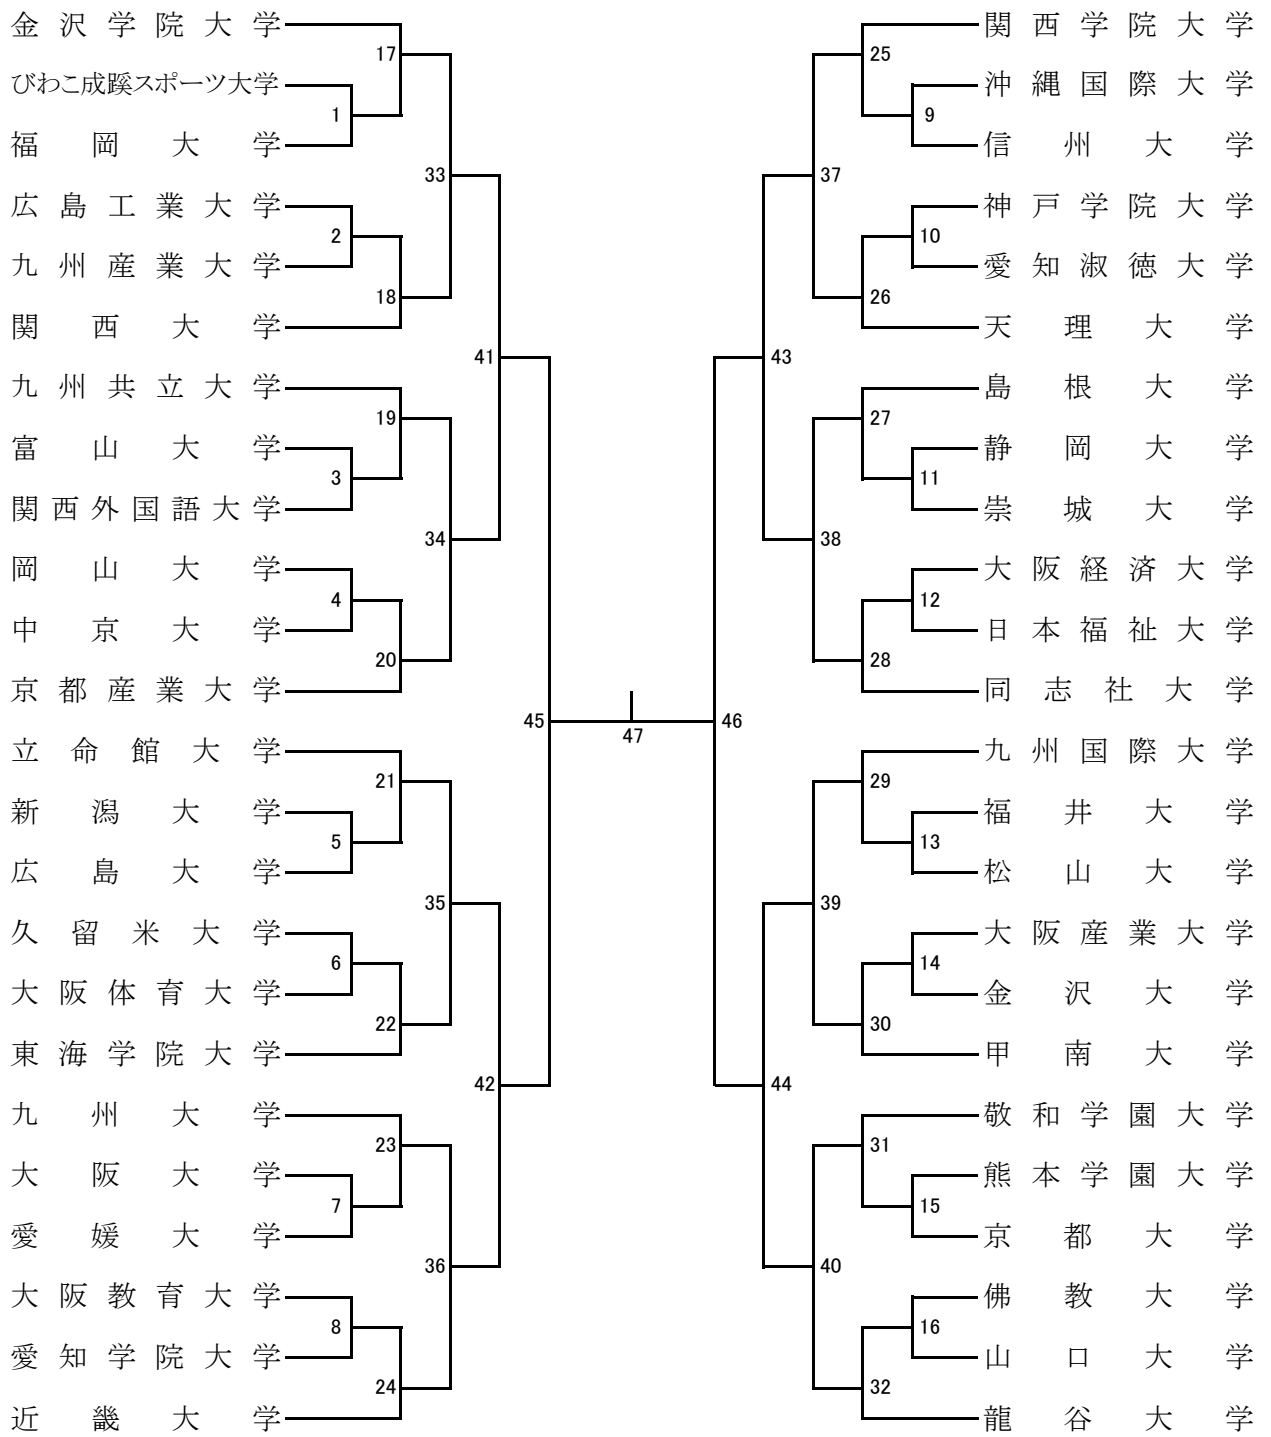 金沢学院大学
びわこ成蹊スポーツ大学
福岡大学
広島工業大学
九州産業大学
関西大学
九州共立大学
富山大学
関西外国語大学
岡山大学
中京大学
京都産業大学
立命館大学
新潟大学
広島大学
久留米大学
大阪体育大学
東海学院大学
九州大学
大阪大学
愛媛大学
大阪教育大学
愛知学院大学
近畿大学
17
1
33
2
18
41
19
3
34
4
20
45
21
5
35
6
22
42
23
7
36
8
24
47
25
9
37
10
26
43
27
11
38
12
28
46
29
13
39
14
30
44
31
15
40
16
32
関西学院大学
沖縄国際大学
信州大学
神戸学院大学
愛知淑徳大学
天理大学
島根大学
静岡大学
崇城大学
大阪経済大学
日本福祉大学
同志社大学
九州国際大学
福井大学
松山大学
大阪産業大学
金沢大学
甲南大学
敬和学園大学
熊本学園大学
京都大学
佛教大学
山口大学
龍谷大学